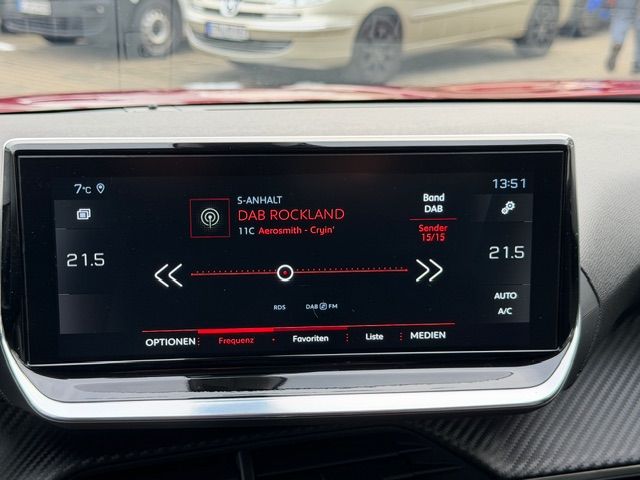 7°C
13:51
S-ANHALT
DAB ROCKLAND
11C Aerosmith - Cryin'
Band
DAB
Sender
15/15
21.5
21.5
RDS
DAB FM
AUTO
A/C
OPTIONEN
Frequenz
Favoriten
Liste
MEDIEN